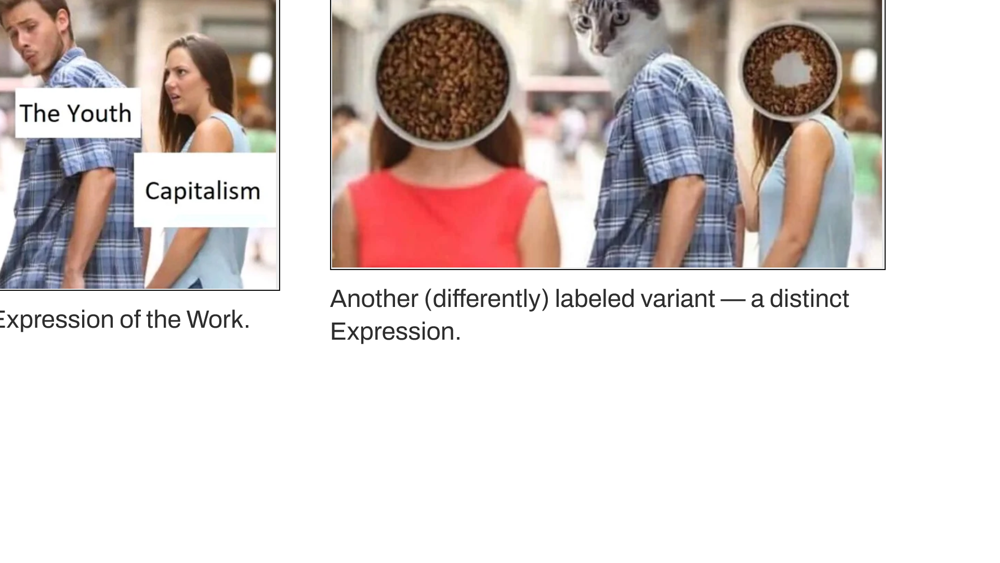 The Youth
Capitalism
Expression of the Work.
Another (differently) labeled variant — a distinct
Expression.